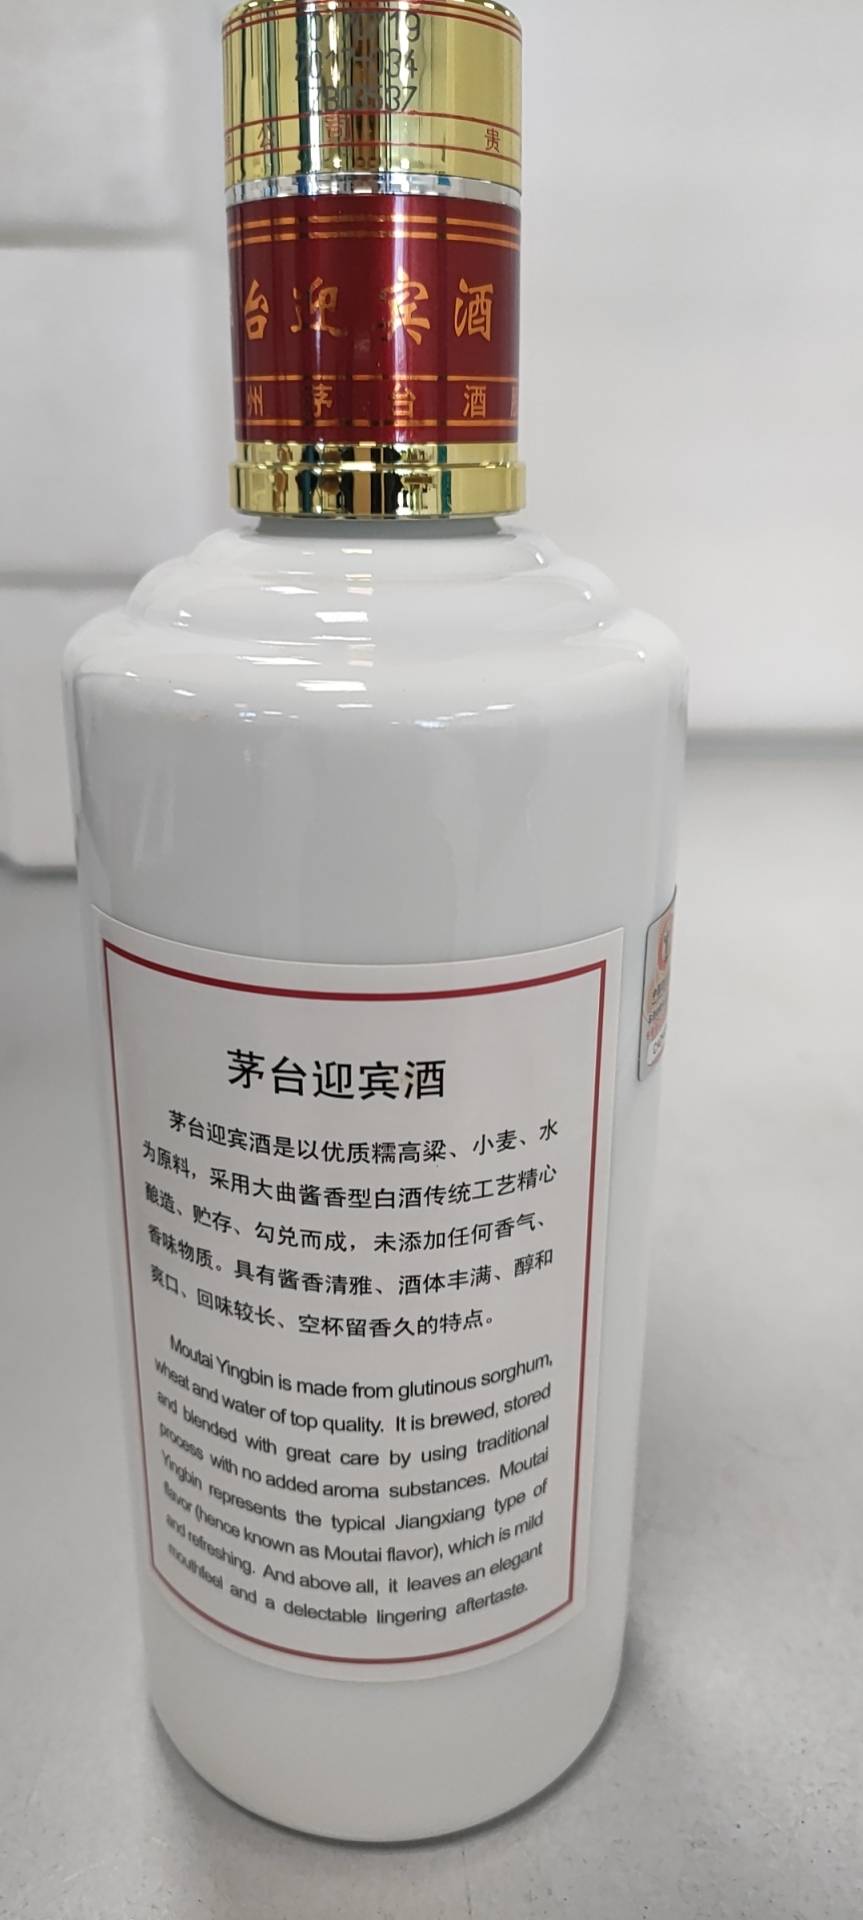 2017-034
公司 贵
台迎宾酒
州茅台酒
茅台迎宾酒
茅台迎宾酒是以优质糯高粱、小麦、水
为原料，采用大曲酱香型白酒传统工艺精心
酿造、贮存、勾兑而成，未添加任何香气、
香味物质。具有酱香清雅、酒体丰满、醇和
爽口、回味较长、空杯留香久的特点。
Moutai Yingbin is made from glutinous sorghum,
wheat and water of top quality. It is brewed, stored
and blended with great care by using traditional
process with no added aroma substances. Moutai
Yingbin represents the typical Jiangxiang type of
flavor (hence known as Moutai flavor), which is mild
and refreshing. And above all, it leaves an elegant
mouthfeel and a delectable lingering aftertaste.